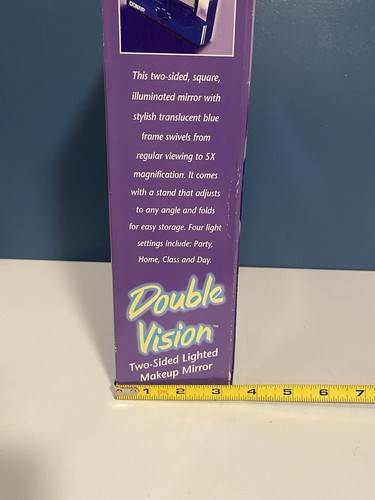 CONAIR
This two-sided, square,
illuminated mirror with
stylish translucent blue
frame swivels from
regular viewing to 5X
magnification. It comes
with a stand that adjusts
to any angle and folds
for easy storage. Four light
settings include: Party,
Home, Class and Day.
Double
Vision™
Two-Sided Lighted
Makeup Mirror
1 2 3 4 5 6 7